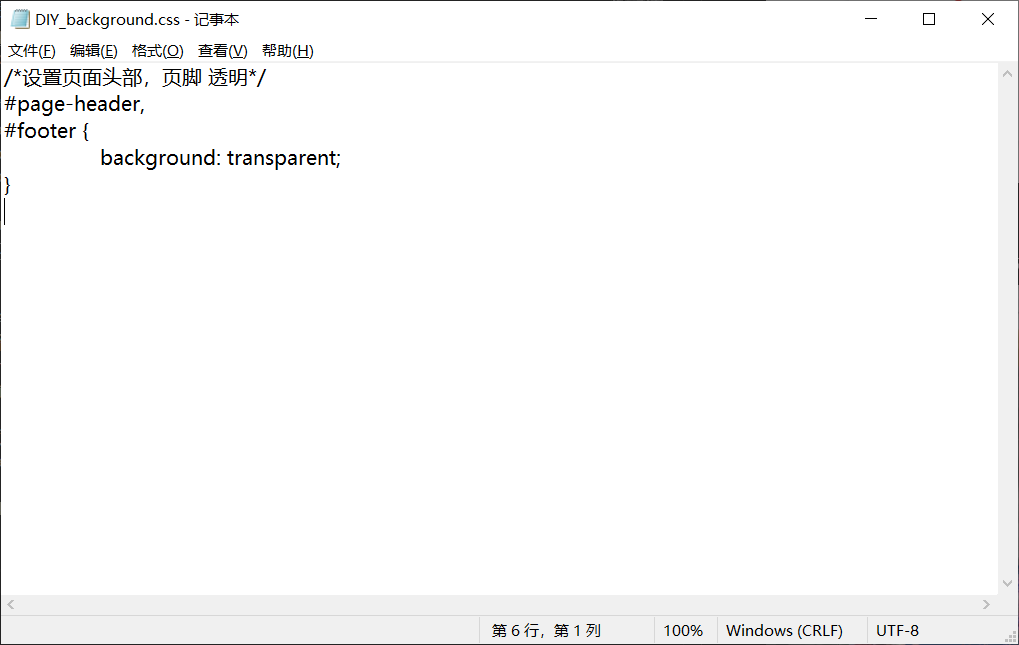 DIY_background.css - 记事本
文件(F) 编辑(E) 格式(O) 查看(V) 帮助(H)
/*设置页面头部，页脚 透明*/
#page-header,
#footer {
background: transparent;
}
第 6 行，第 1 列 100% Windows (CRLF) UTF-8